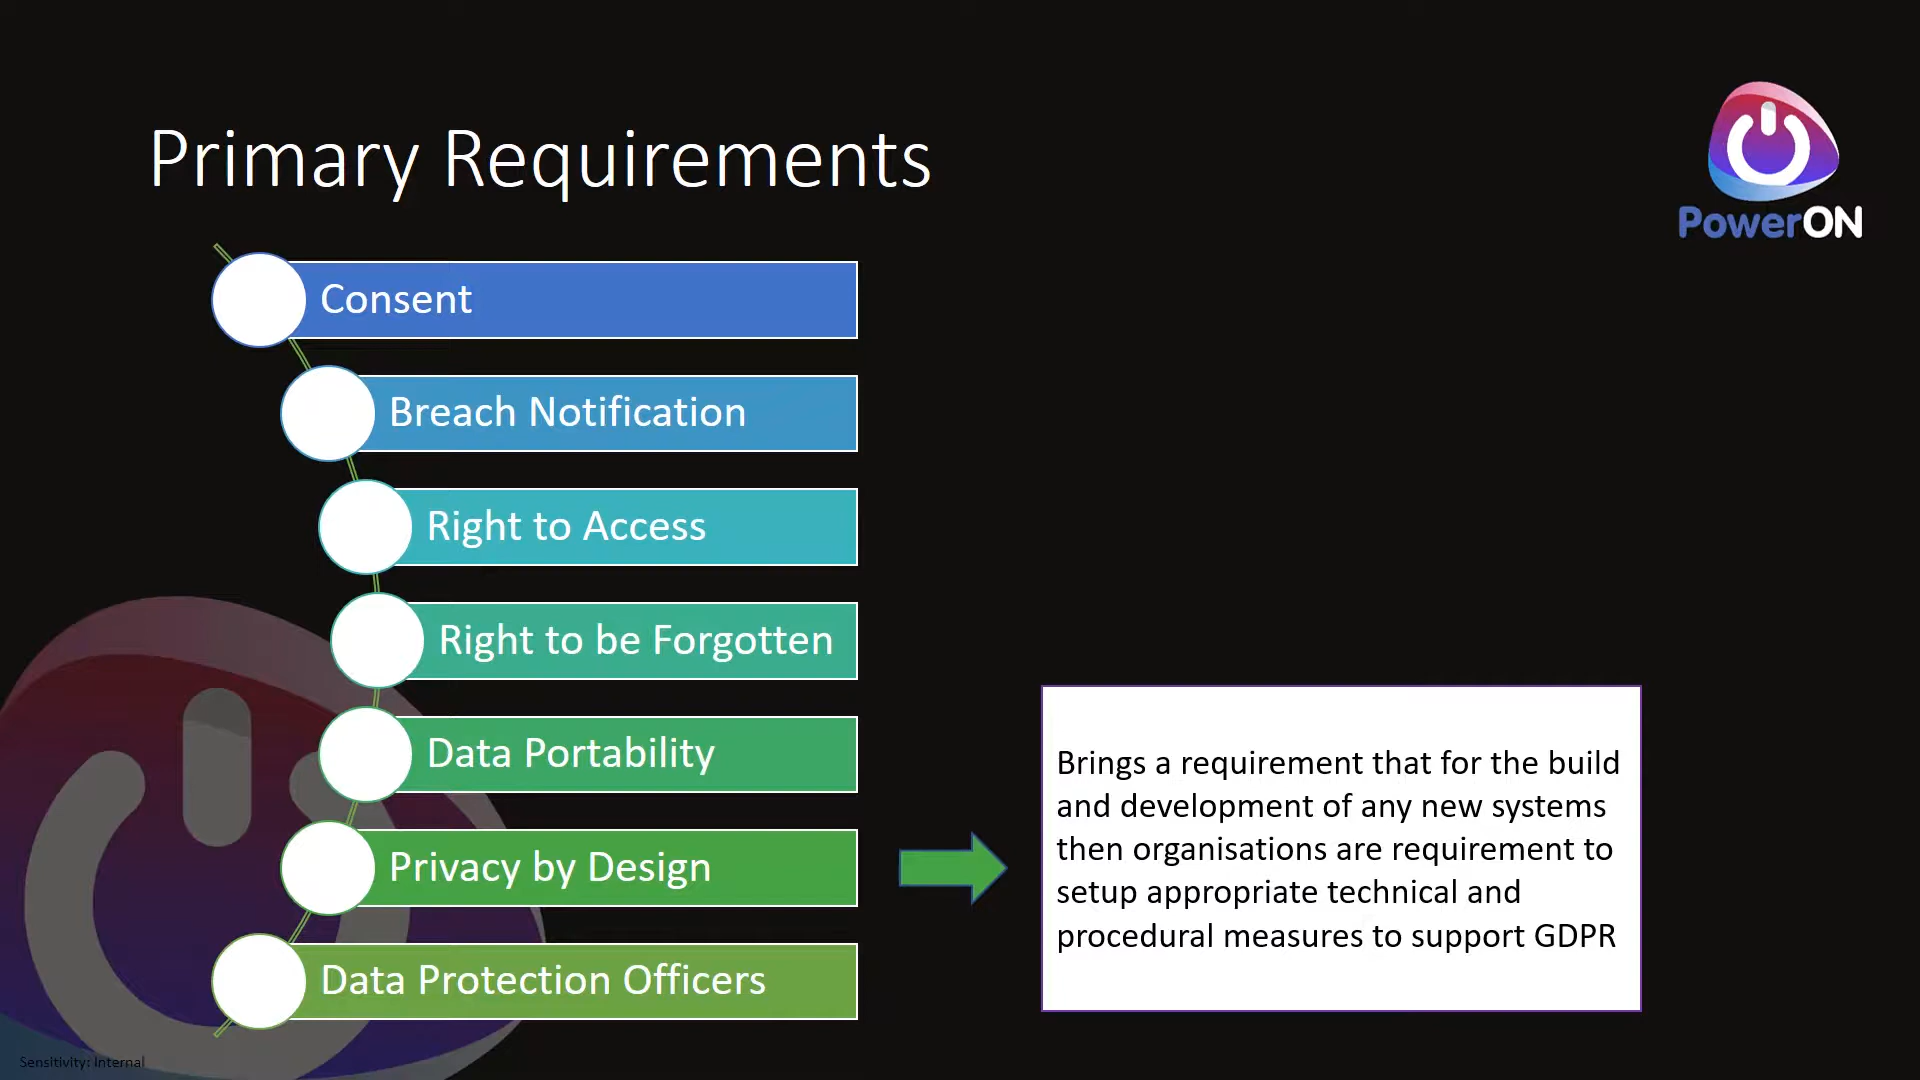 Primary Requirements
PowerON
Consent
Breach Notification
Right to Access
Right to be Forgotten
Data Portability
Privacy by Design
Data Protection Officers
Brings a requirement that for the build
and development of any new systems
then organisations are requirement to
setup appropriate technical and
procedural measures to support GDPR
Sensitivity: Internal